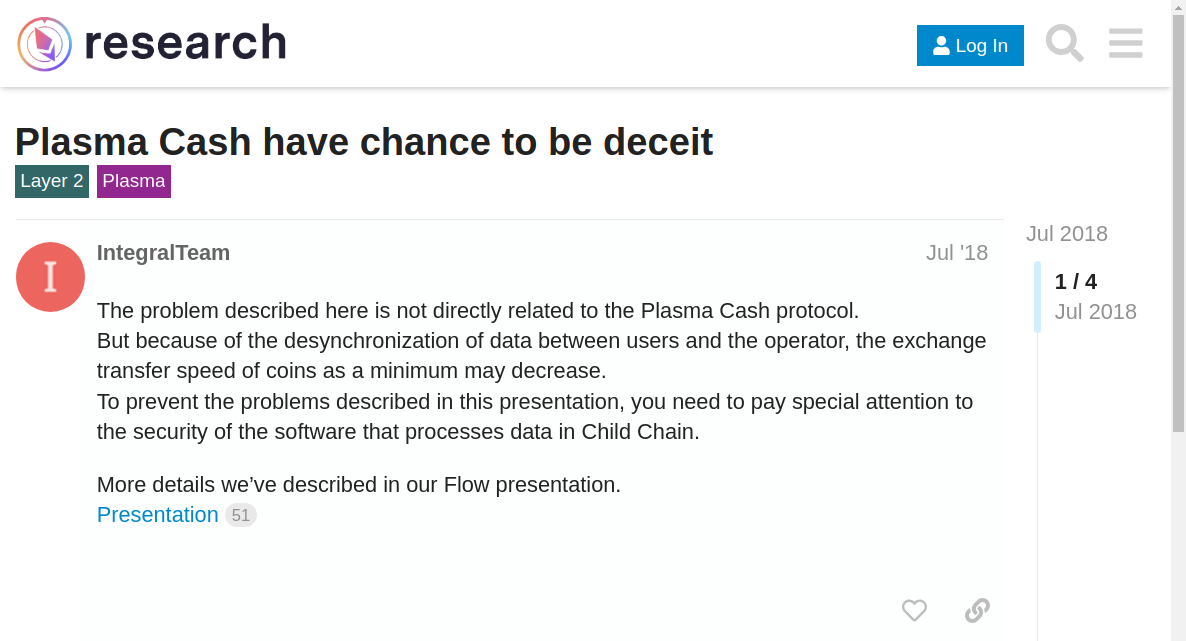 research
Log In
Plasma Cash have chance to be deceit
Layer 2 Plasma
I
IntegralTeam Jul '18
The problem described here is not directly related to the Plasma Cash protocol.
But because of the desynchronization of data between users and the operator, the exchange
transfer speed of coins as a minimum may decrease.
To prevent the problems described in this presentation, you need to pay special attention to
the security of the software that processes data in Child Chain.
More details we’ve described in our Flow presentation.
Presentation 51
Jul 2018
1 / 4
Jul 2018